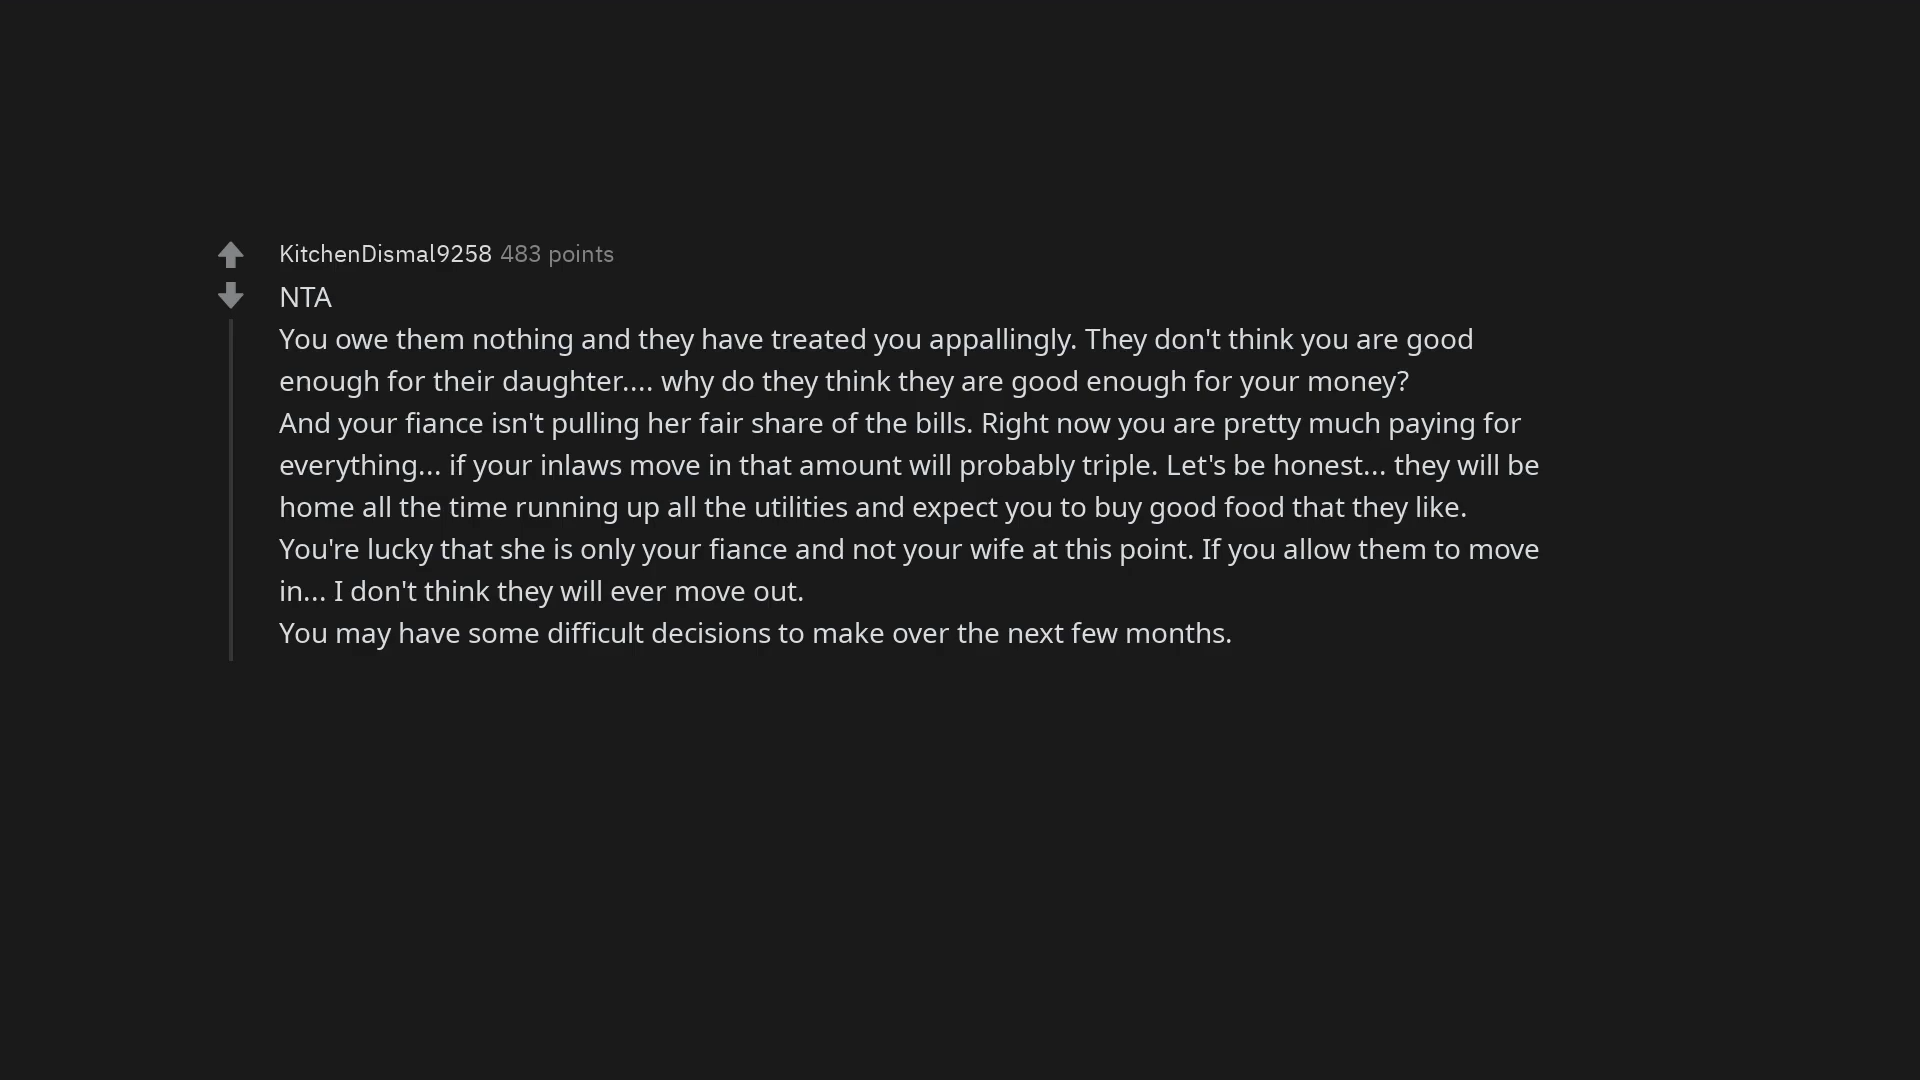 KitchenDismal9258 483 points
NTA
You owe them nothing and they have treated you appallingly. They don't think you are good
enough for their daughter.... why do they think they are good enough for your money?
And your fiance isn't pulling her fair share of the bills. Right now you are pretty much paying for
everything... if your inlaws move in that amount will probably triple. Let's be honest... they will be
home all the time running up all the utilities and expect you to buy good food that they like.
You're lucky that she is only your fiance and not your wife at this point. If you allow them to move
in... I don't think they will ever move out.
You may have some difficult decisions to make over the next few months.